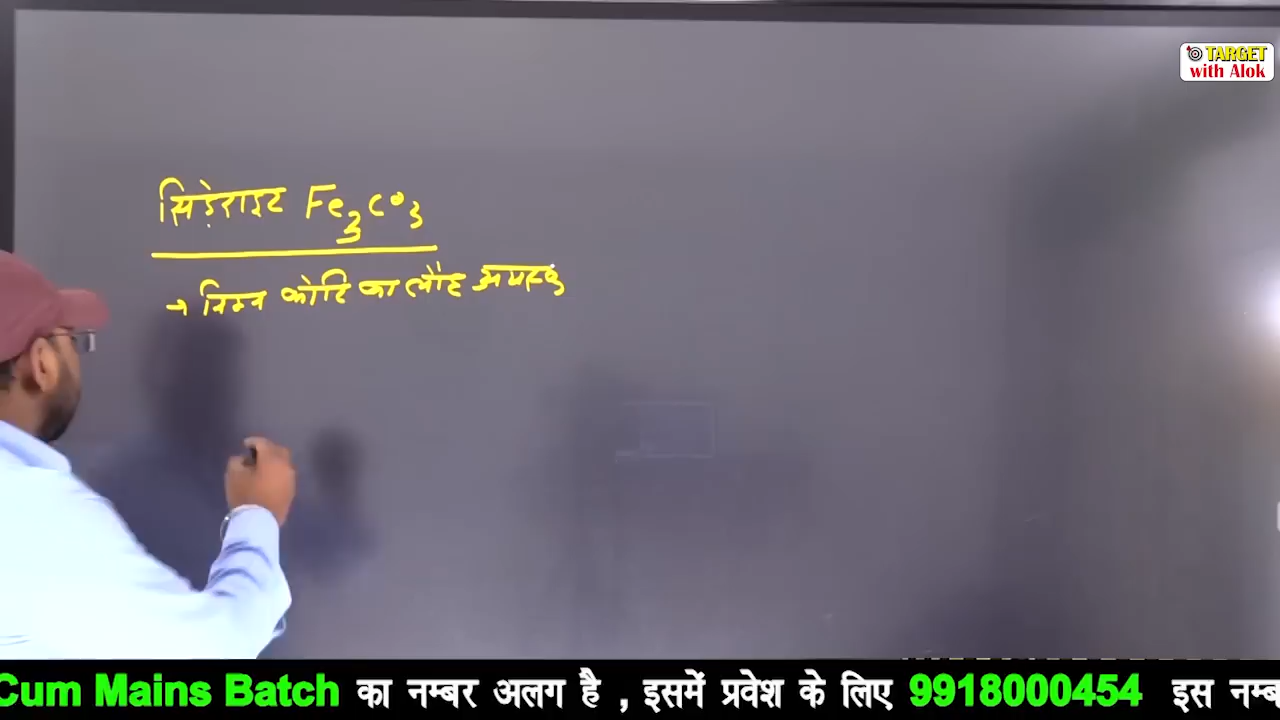 TARGET
with Alok
सिडेराइट Fe3CO3
→ निम्न कोटि का लौह अयस्क
Cum Mains Batch का नम्बर अलग है , इसमें प्रवेश के लिए 9918000454 इस नम्ब